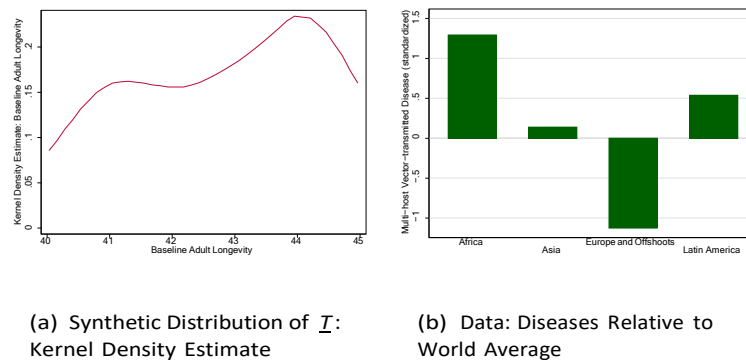 Kernel Density Estimate: Baseline Adult Longevity
0 .05 .1 .15 .2
40 41 42 43 44 45
Baseline Adult Longevity
Multi-host Vector-transmitted Disease (standardized)
-1 -.5 0 .5 1 1.5
Africa
Asia
Europe and Offshoots
Latin America
(a) Synthetic Distribution of T:
Kernel Density Estimate
(b) Data: Diseases Relative to
World Average